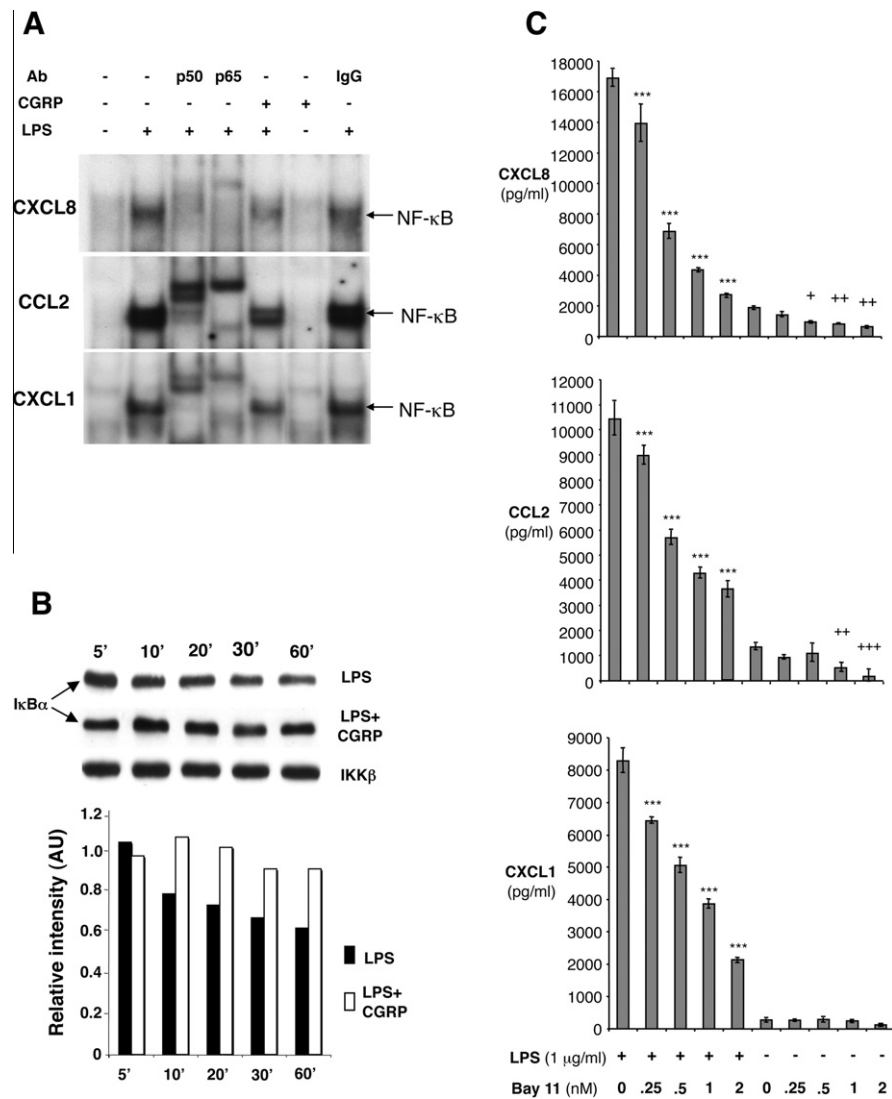 A
Ab - - p50 p65 - - IgG
CGRP - - - - + + -
LPS - + + + + - +
CXCL8
NF-κB
CCL2
NF-κB
CXCL1
NF-κB
B
5' 10' 20' 30' 60'
IκBα
LPS
LPS+
CGRP
IKKβ
Relative intensity (AU)
1.2
1.0
0.8
0.6
0.4
0.2
0
5' 10' 20' 30' 60'
LPS
LPS+
CGRP
C
CXCL8
(pg/ml)
18000
16000
14000
12000
10000
8000
6000
4000
2000
0
*** *** *** *** + ++ ++
CCL2
(pg/ml)
12000
11000
10000
9000
8000
7000
6000
5000
4000
3000
2000
1000
0
*** *** *** *** ++ +++
CXCL1
(pg/ml)
9000
8000
7000
6000
5000
4000
3000
2000
1000
0
*** *** *** ***
LPS (1 μg/ml) + + + + + - - - - -
Bay 11 (nM) 0 .25 .5 1 2 0 .25 .5 1 2